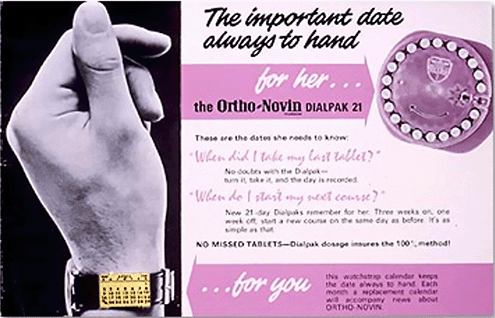 The important date
always to hand
for her...
the Ortho-Novin DIALPAK 21
These are the dates she needs to know:
"When did I take my last tablet?"
No doubts with the Dialpak—
turn it, take it, and the day is recorded.
"When do I start my next course?"
New 21-day Dialpaks remember for her. Three weeks on, one
week off, start a new course on the same day as before. It's as
simple as that.
NO MISSED TABLETS—Dialpak dosage insures the 100% method!
...for you
this watchstrap calendar keeps
the date always to hand. Each
month a replacement calendar
will accompany news about
ORTHO-NOVIN.